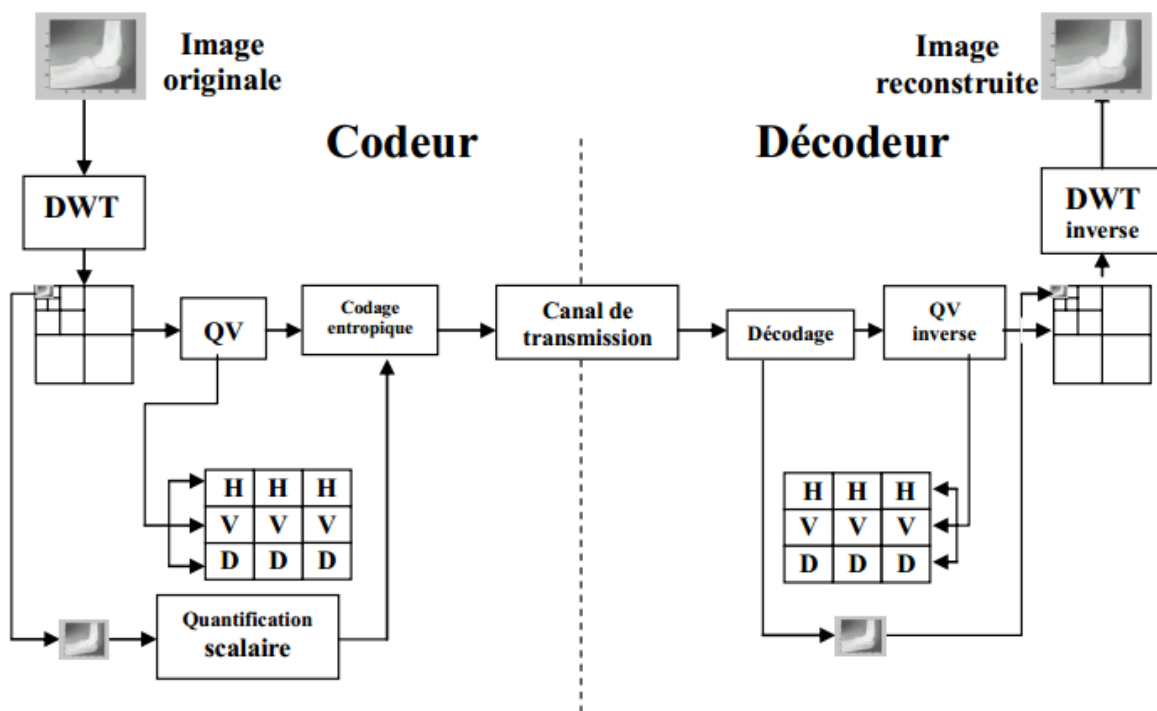 Image
originale
Image
reconstruite
Codeur
Décodeur
DWT
DWT
inverse
QV
Codage
entropique
Canal de
transmission
Décodage
QV
inverse
H H H
V V V
D D D
H H H
V V V
D D D
Quantification
scalaire